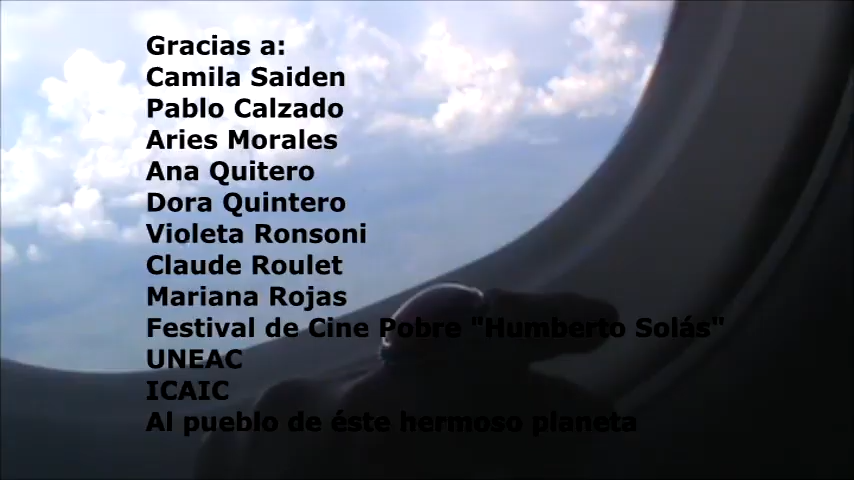 Gracias a:
Camila Saiden
Pablo Calzado
Aries Morales
Ana Quitero
Dora Quintero
Violeta Ronsoni
Claude Roulet
Mariana Rojas
Festival de Cine Pobre "Humberto Solás"
UNEAC
ICAIC
Al pueblo de éste hermoso planeta